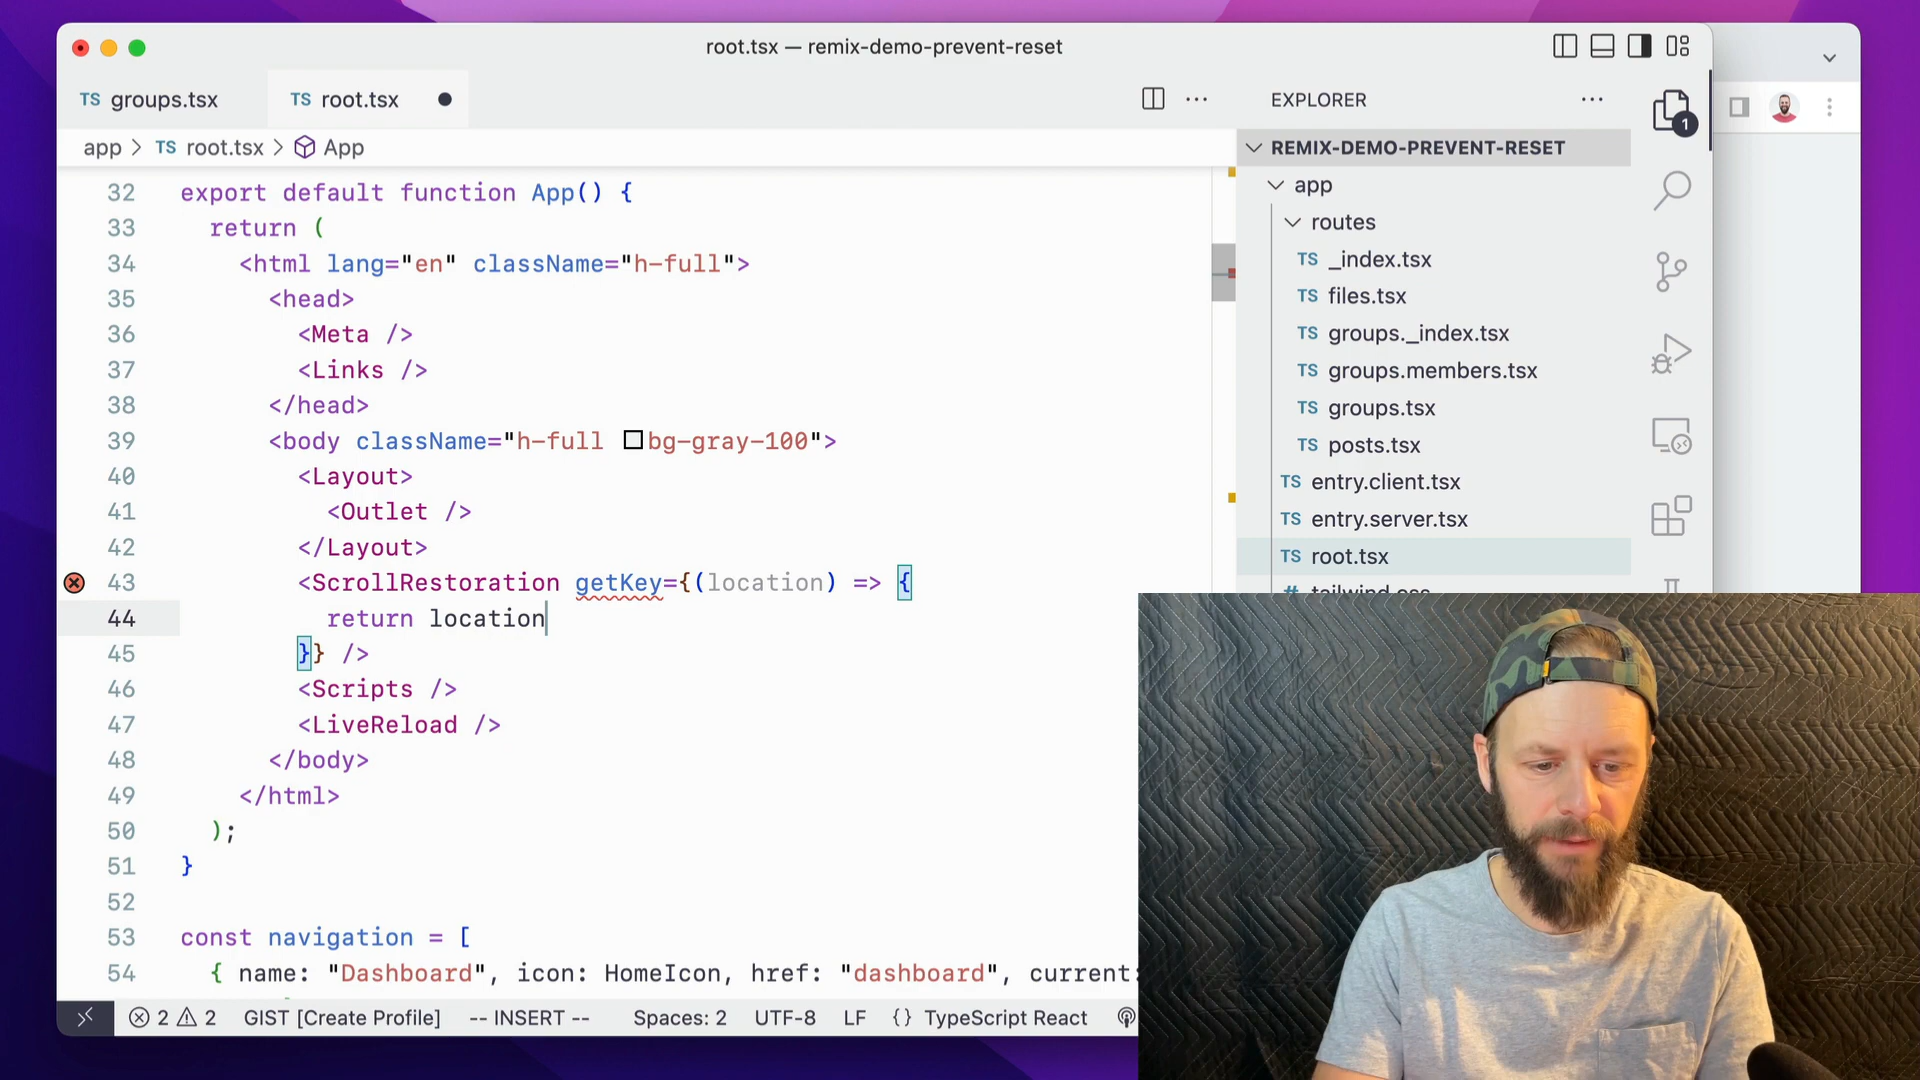 root.tsx — remix-demo-prevent-reset
TS groups.tsx
TS root.tsx
EXPLORER
1
app > TS root.tsx > App
REMIX-DEMO-PREVENT-RESET
app
routes
TS _index.tsx
TS files.tsx
TS groups._index.tsx
TS groups.members.tsx
TS groups.tsx
TS posts.tsx
TS entry.client.tsx
TS entry.server.tsx
TS root.tsx
# tailwind.css
32 export default function App() {
33 return (
34 <html lang="en" className="h-full">
35 <head>
36 <Meta />
37 <Links />
38 </head>
39 <body className="h-full bg-gray-100">
40 <Layout>
41 <Outlet />
42 </Layout>
43 <ScrollRestoration getKey={(location) => {
44 return location
45 }} />
46 <Scripts />
47 <LiveReload />
48 </body>
49 </html>
50 );
51 }
52
53 const navigation = [
54 { name: "Dashboard", icon: HomeIcon, href: "dashboard", current:
2 2 GIST [Create Profile] -- INSERT -- Spaces: 2 UTF-8 LF {} TypeScript React